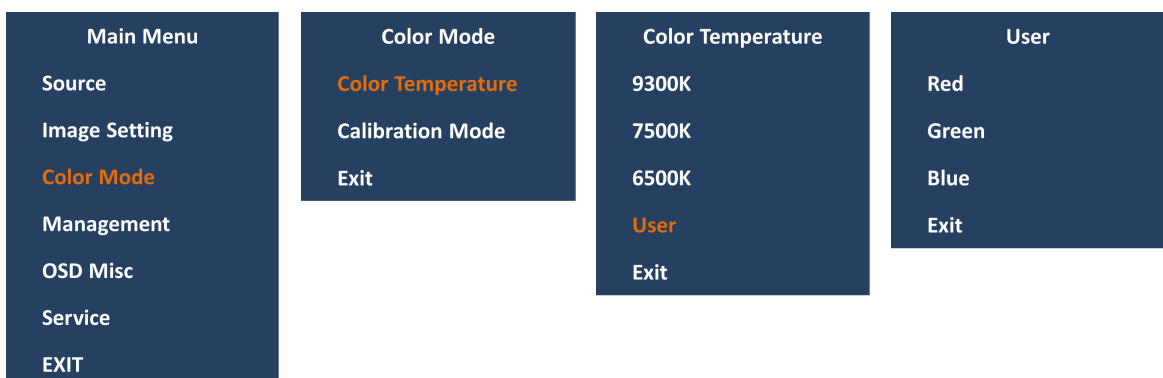 Main Menu
Source
Image Setting
Color Mode
Management
OSD Misc
Service
EXIT
Color Mode
Color Temperature
Calibration Mode
Exit
Color Temperature
9300K
7500K
6500K
User
Exit
User
Red
Green
Blue
Exit